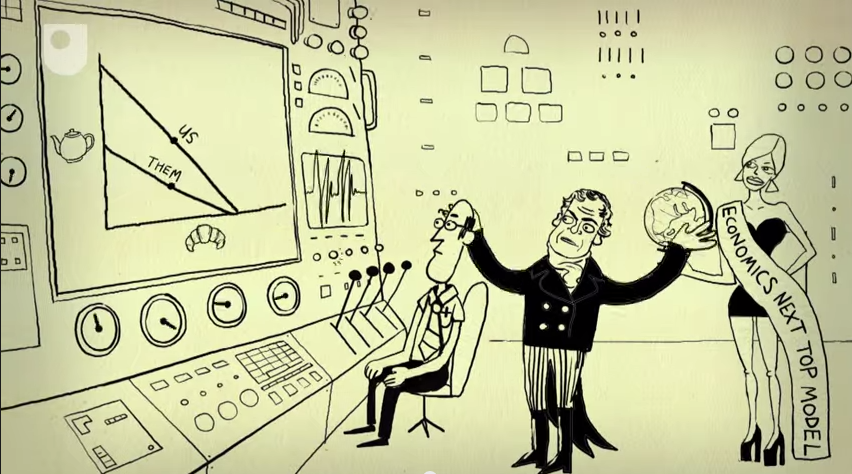 US
THEM
ECONOMICS NEXT TOP MODEL